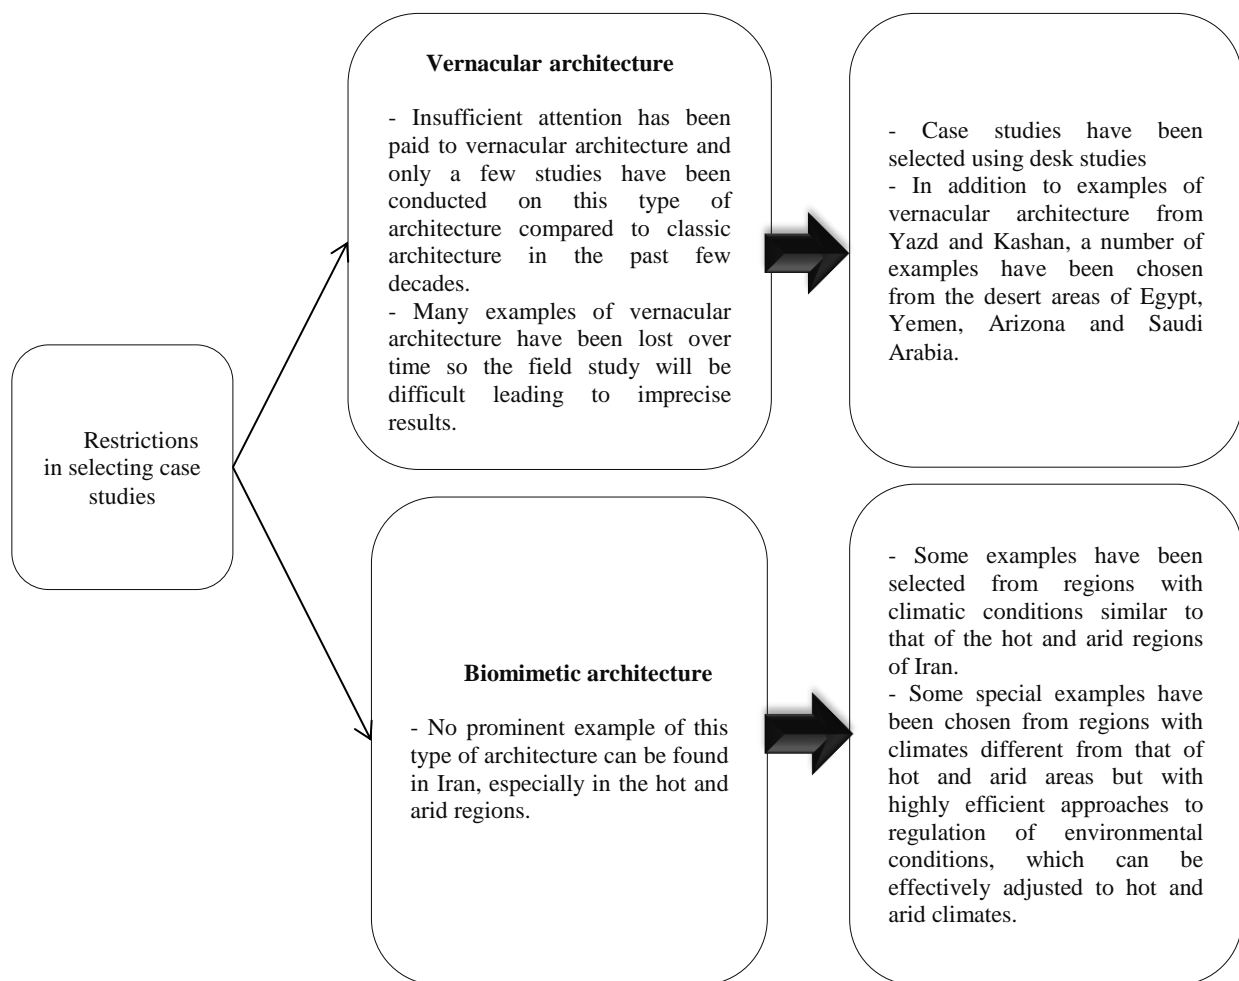 Restrictions
in selecting case
studies
Vernacular architecture
- Insufficient attention has been
paid to vernacular architecture and
only a few studies have been
conducted on this type of
architecture compared to classic
architecture in the past few
decades.
- Many examples of vernacular
architecture have been lost over
time so the field study will be
difficult leading to imprecise
results.
- Case studies have been
selected using desk studies
- In addition to examples of
vernacular architecture from
Yazd and Kashan, a number of
examples have been chosen
from the desert areas of Egypt,
Yemen, Arizona and Saudi
Arabia.
Biomimetic architecture
- No prominent example of this
type of architecture can be found
in Iran, especially in the hot and
arid regions.
- Some examples have been
selected from regions with
climatic conditions similar to
that of the hot and arid regions
of Iran.
- Some special examples have
been chosen from regions with
climates different from that of
hot and arid areas but with
highly efficient approaches to
regulation of environmental
conditions, which can be
effectively adjusted to hot and
arid climates.